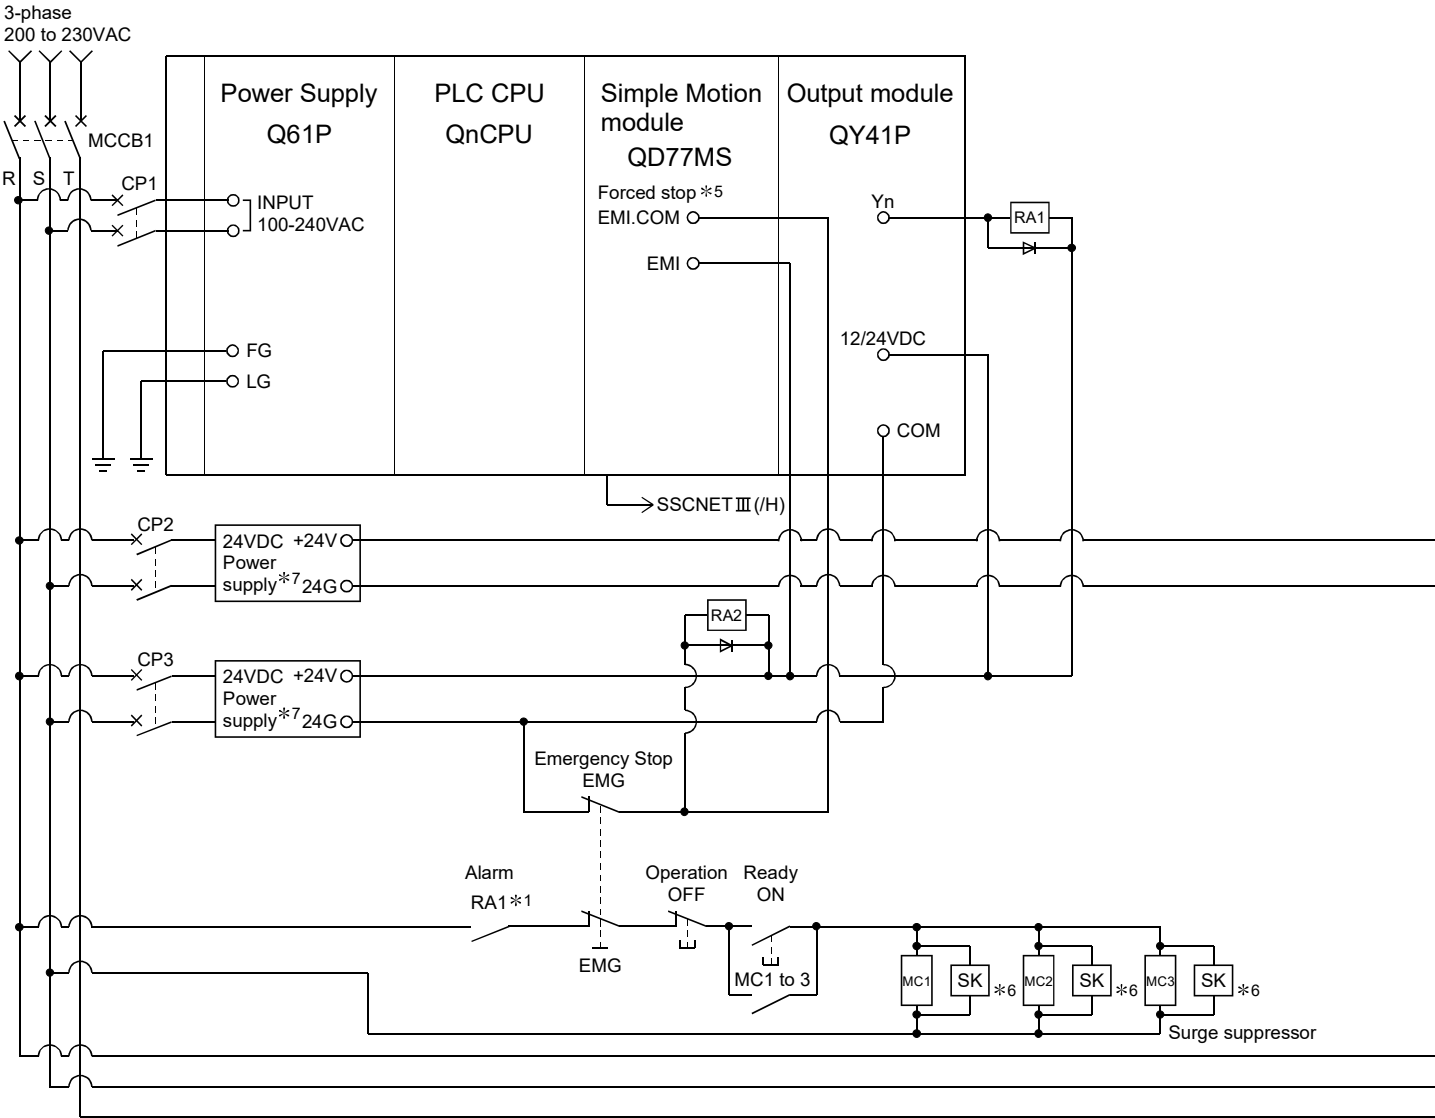 3-phase
200 to 230VAC
MCCB1
R S T
CP1
Power Supply
Q61P
INPUT
100-240VAC
FG
LG
PLC CPU
QnCPU
Simple Motion
module
QD77MS
Forced stop *5
EMI.COM
EMI
Output module
QY41P
Yn
12/24VDC
COM
RA1
SSCNETⅢ(/H)
CP2
24VDC +24V
Power
supply*7 24G
RA2
CP3
24VDC +24V
Power
supply*7 24G
Emergency Stop
EMG
Alarm
RA1*1
EMG
Operation
OFF
Ready
ON
MC1 to 3
MC1
SK
*6
MC2
SK
*6
MC3
SK
*6
Surge suppressor